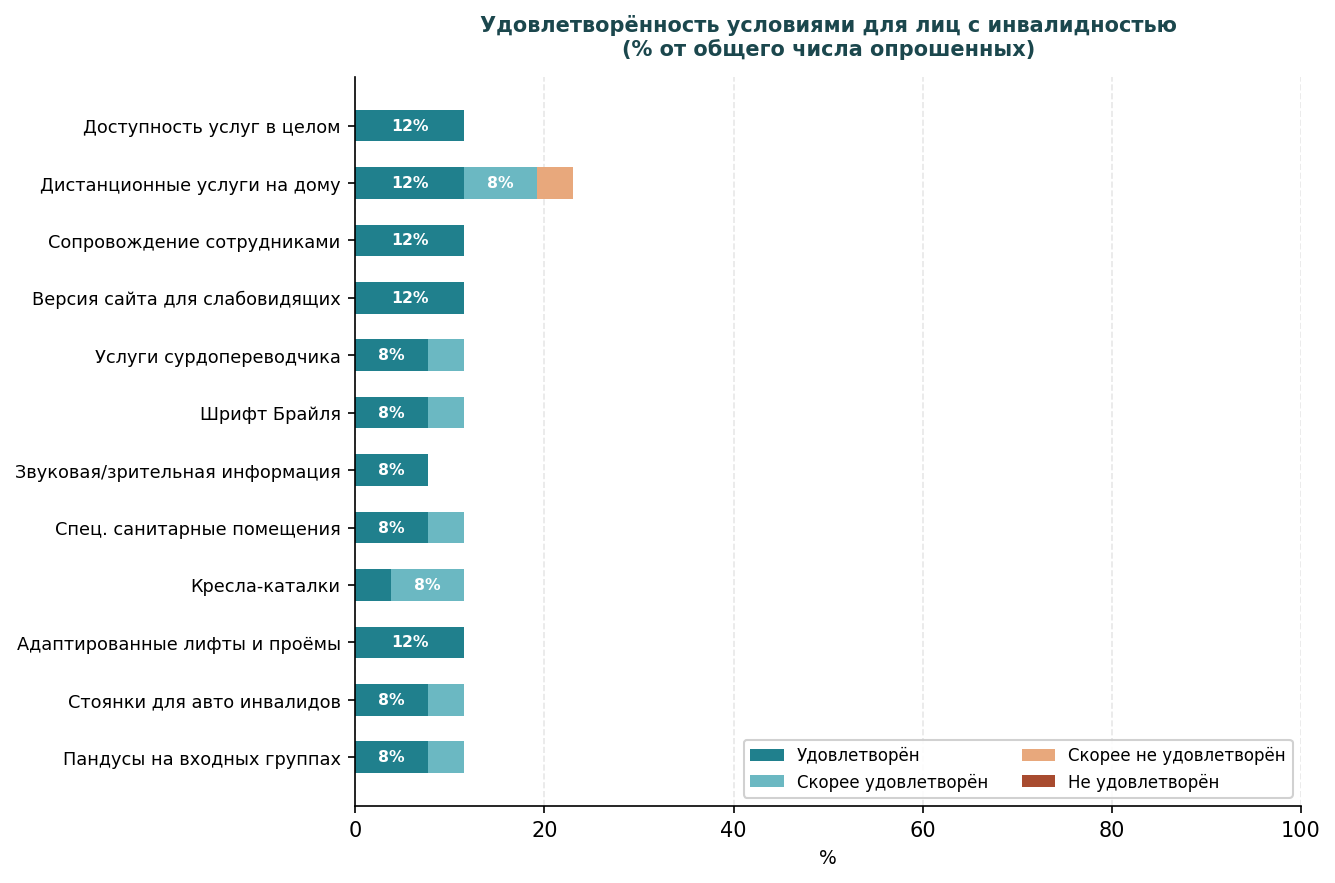 Удовлетворённость условиями для лиц с инвалидностью
(% от общего числа опрошенных)
Доступность услуг в целом 12%
Дистанционные услуги на дому 12% 8%
Сопровождение сотрудниками 12%
Версия сайта для слабовидящих 12%
Услуги сурдопереводчика 8%
Шрифт Брайля 8%
Звуковая/зрительная информация 8%
Спец. санитарные помещения 8%
Кресла-каталки 8%
Адаптированные лифты и проёмы 12%
Стоянки для авто инвалидов 8%
Пандусы на входных группах 8%
Удовлетворён Скорее не удовлетворён
Скорее удовлетворён Не удовлетворён
0 20 40 60 80 100
%